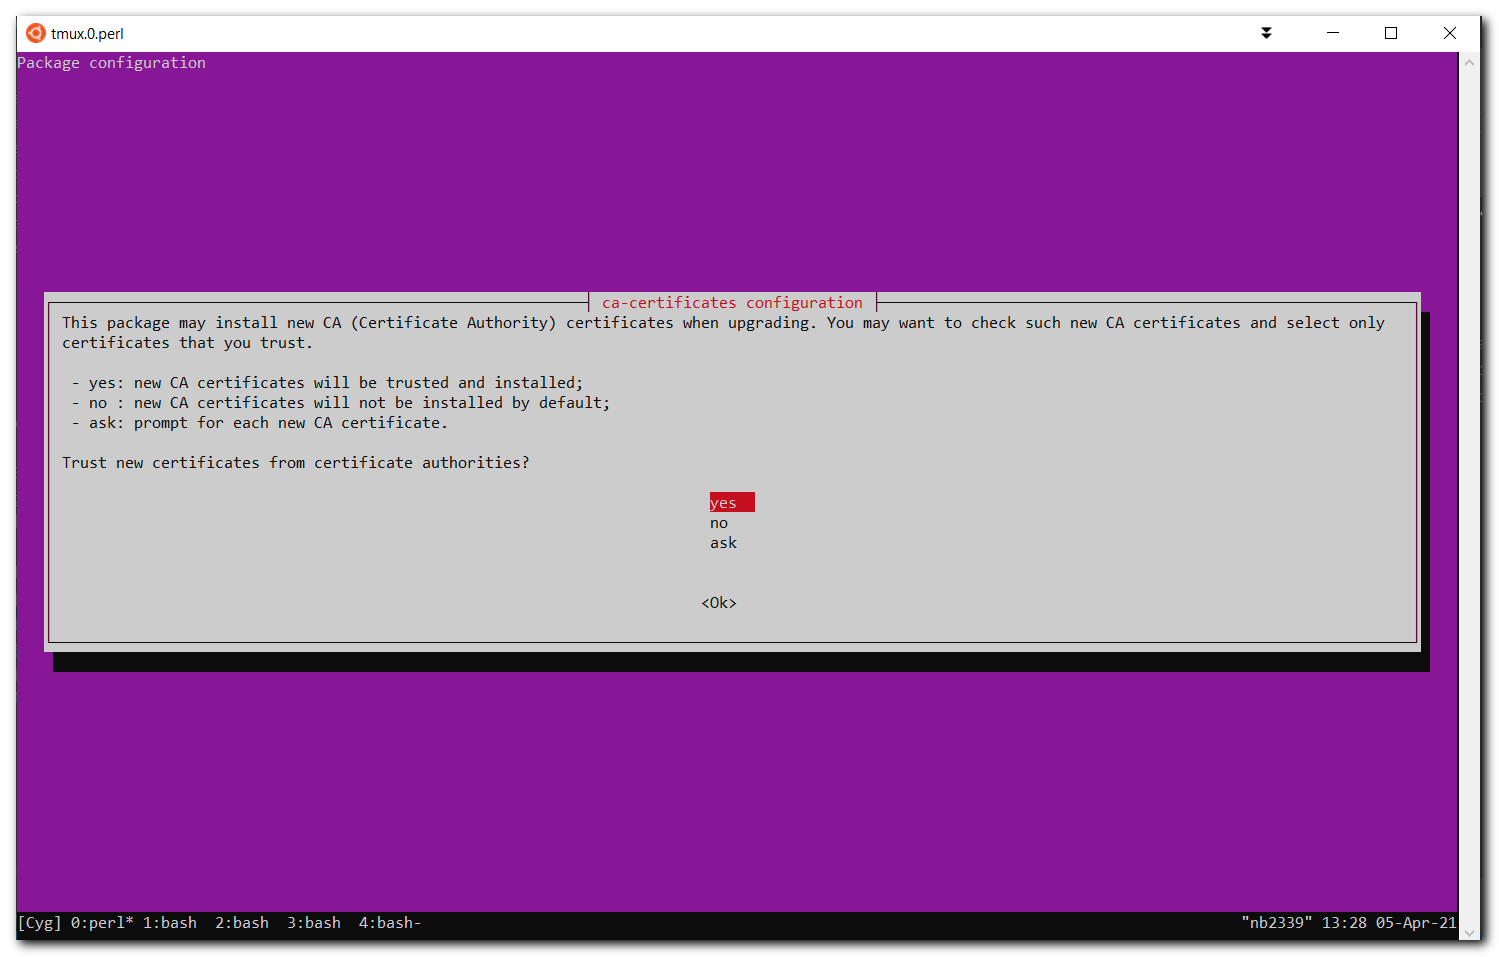 tmux.0.perl
Package configuration
ca-certificates configuration
This package may install new CA (Certificate Authority) certificates when upgrading. You may want to check such new CA certificates and select only
certificates that you trust.
- yes: new CA certificates will be trusted and installed;
- no : new CA certificates will not be installed by default;
- ask: prompt for each new CA certificate.
Trust new certificates from certificate authorities?
yes
no
ask
<Ok>
[Cyg] 0:perl* 1:bash  2:bash  3:bash  4:bash- "nb2339" 13:28 05-Apr-21